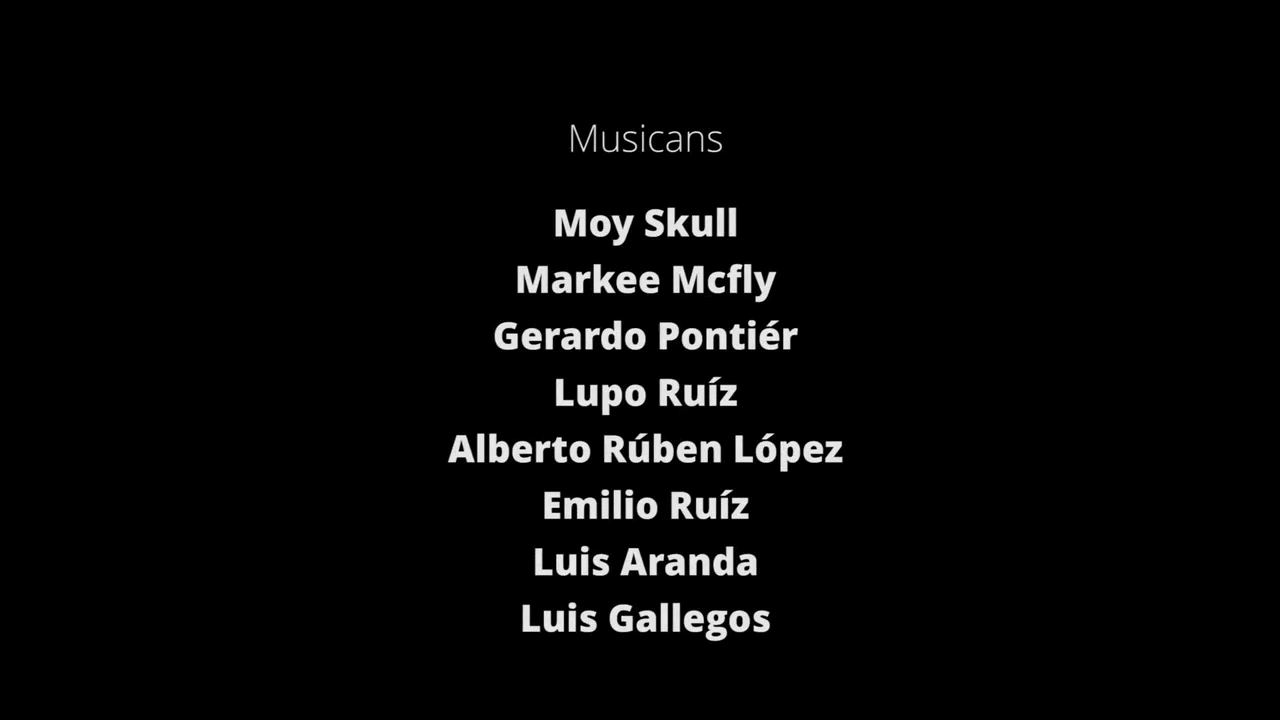 Musicans
Moy Skull
Markee Mcfly
Gerardo Pontiér
Lupo Ruíz
Alberto Rúben López
Emilio Ruíz
Luis Aranda
Luis Gallegos